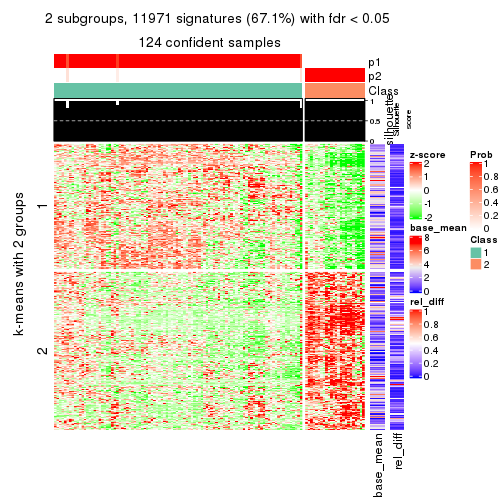 2 subgroups, 11971 signatures (67.1%) with fdr < 0.05
124 confident samples
p1
p2
Class
1
0.5
0
silhouette
Silhouette
score
k-means with 2 groups
1
2
base_mean
rel_diff
z-score
2
1
0
-1
-2
base_mean
8
6
4
2
0
rel_diff
1
0.8
0.6
0.4
0.2
0
Prob
1
0.8
0.6
0.4
0.2
0
Class
1
2